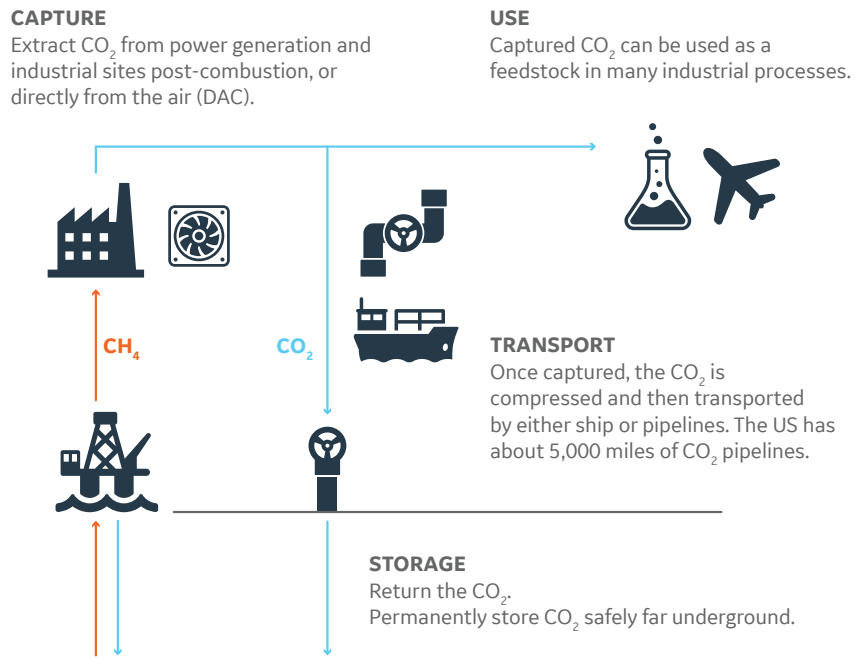 CAPTURE
Extract CO₂ from power generation and
industrial sites post-combustion, or
directly from the air (DAC).
USE
Captured CO₂ can be used as a
feedstock in many industrial processes.
CH₄
CO₂
TRANSPORT
Once captured, the CO₂ is
compressed and then transported
by either ship or pipelines. The US has
about 5,000 miles of CO₂ pipelines.
STORAGE
Return the CO₂.
Permanently store CO₂ safely far underground.